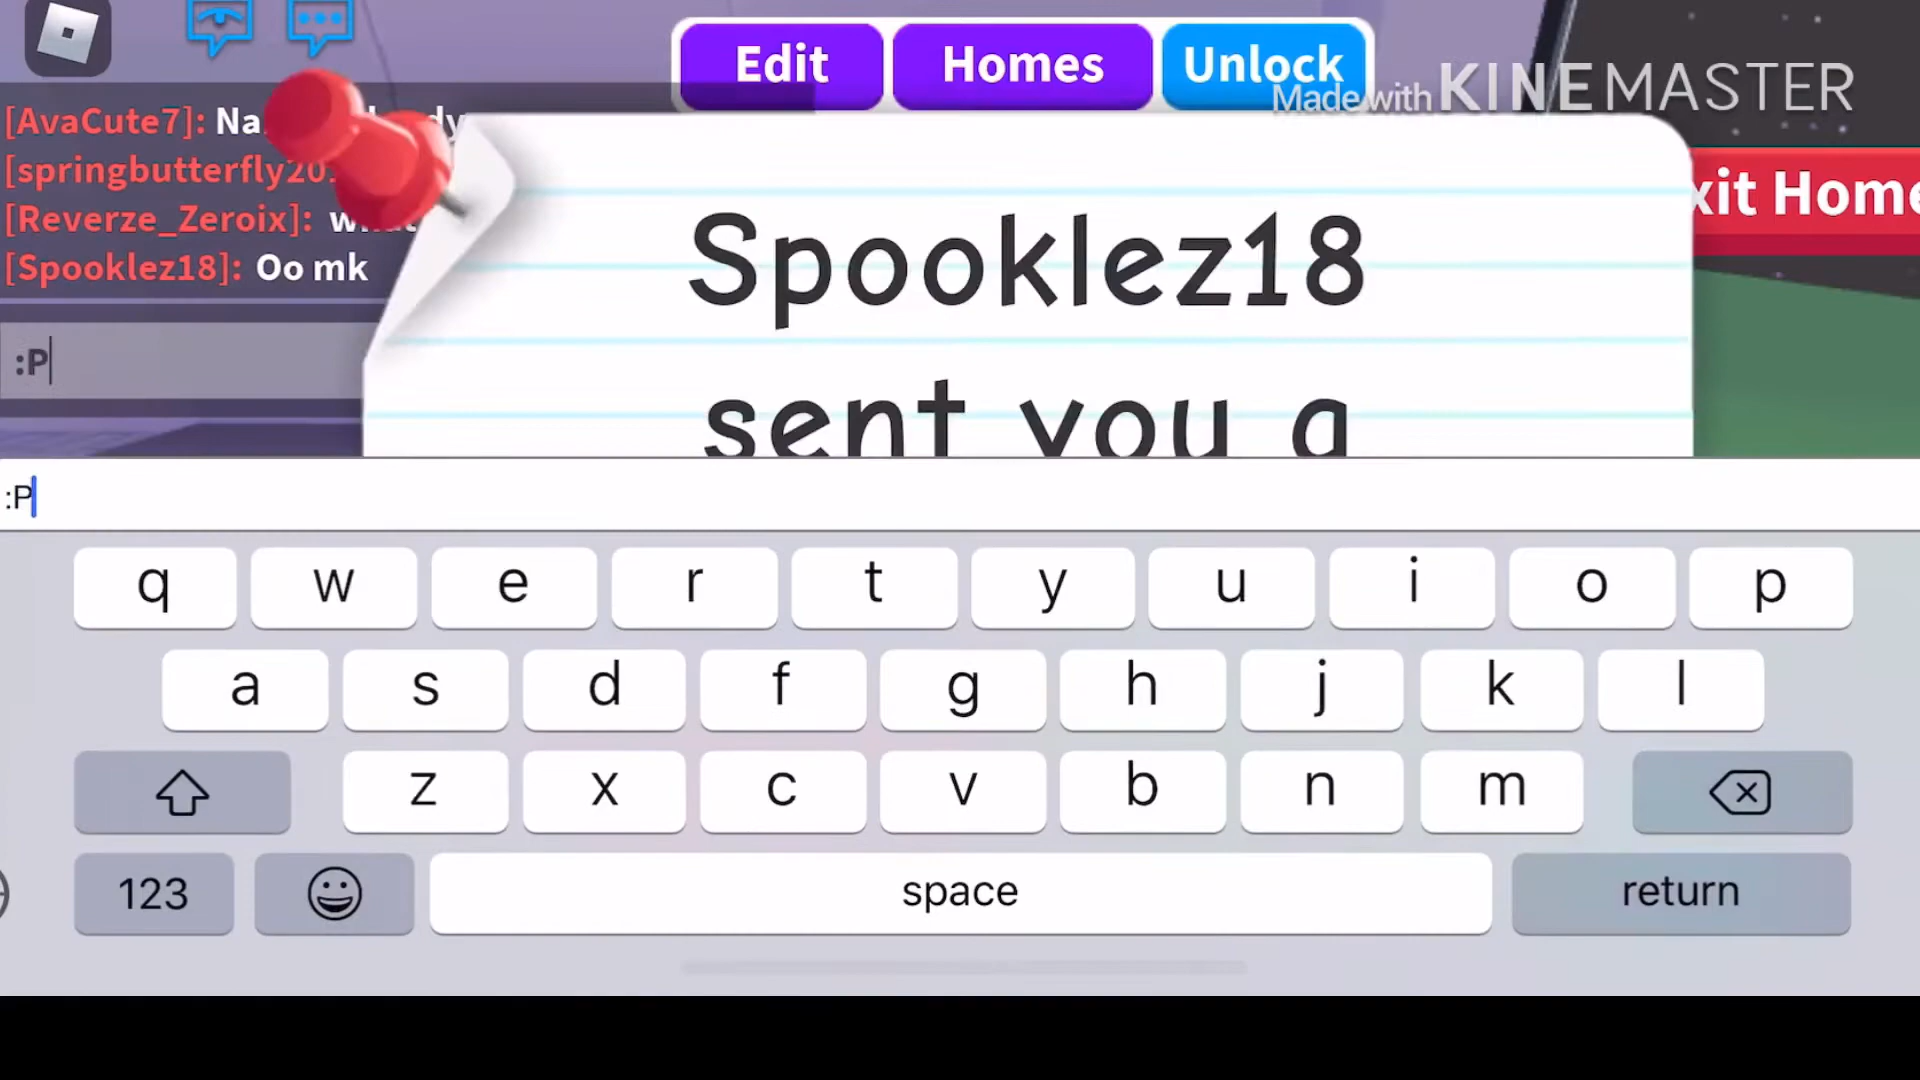 Edit Homes Unlock
Made with KINEMASTER
[AvaCute7]:
[springbutterfly20
[Reverze_Zeroix]:
[Spooklez18]: Oo mk
xit Home
Spooklez18
sent you a
:P
:P
q w e r t y u i o p
a s d f g h j k l
z x c v b n m
123 space return